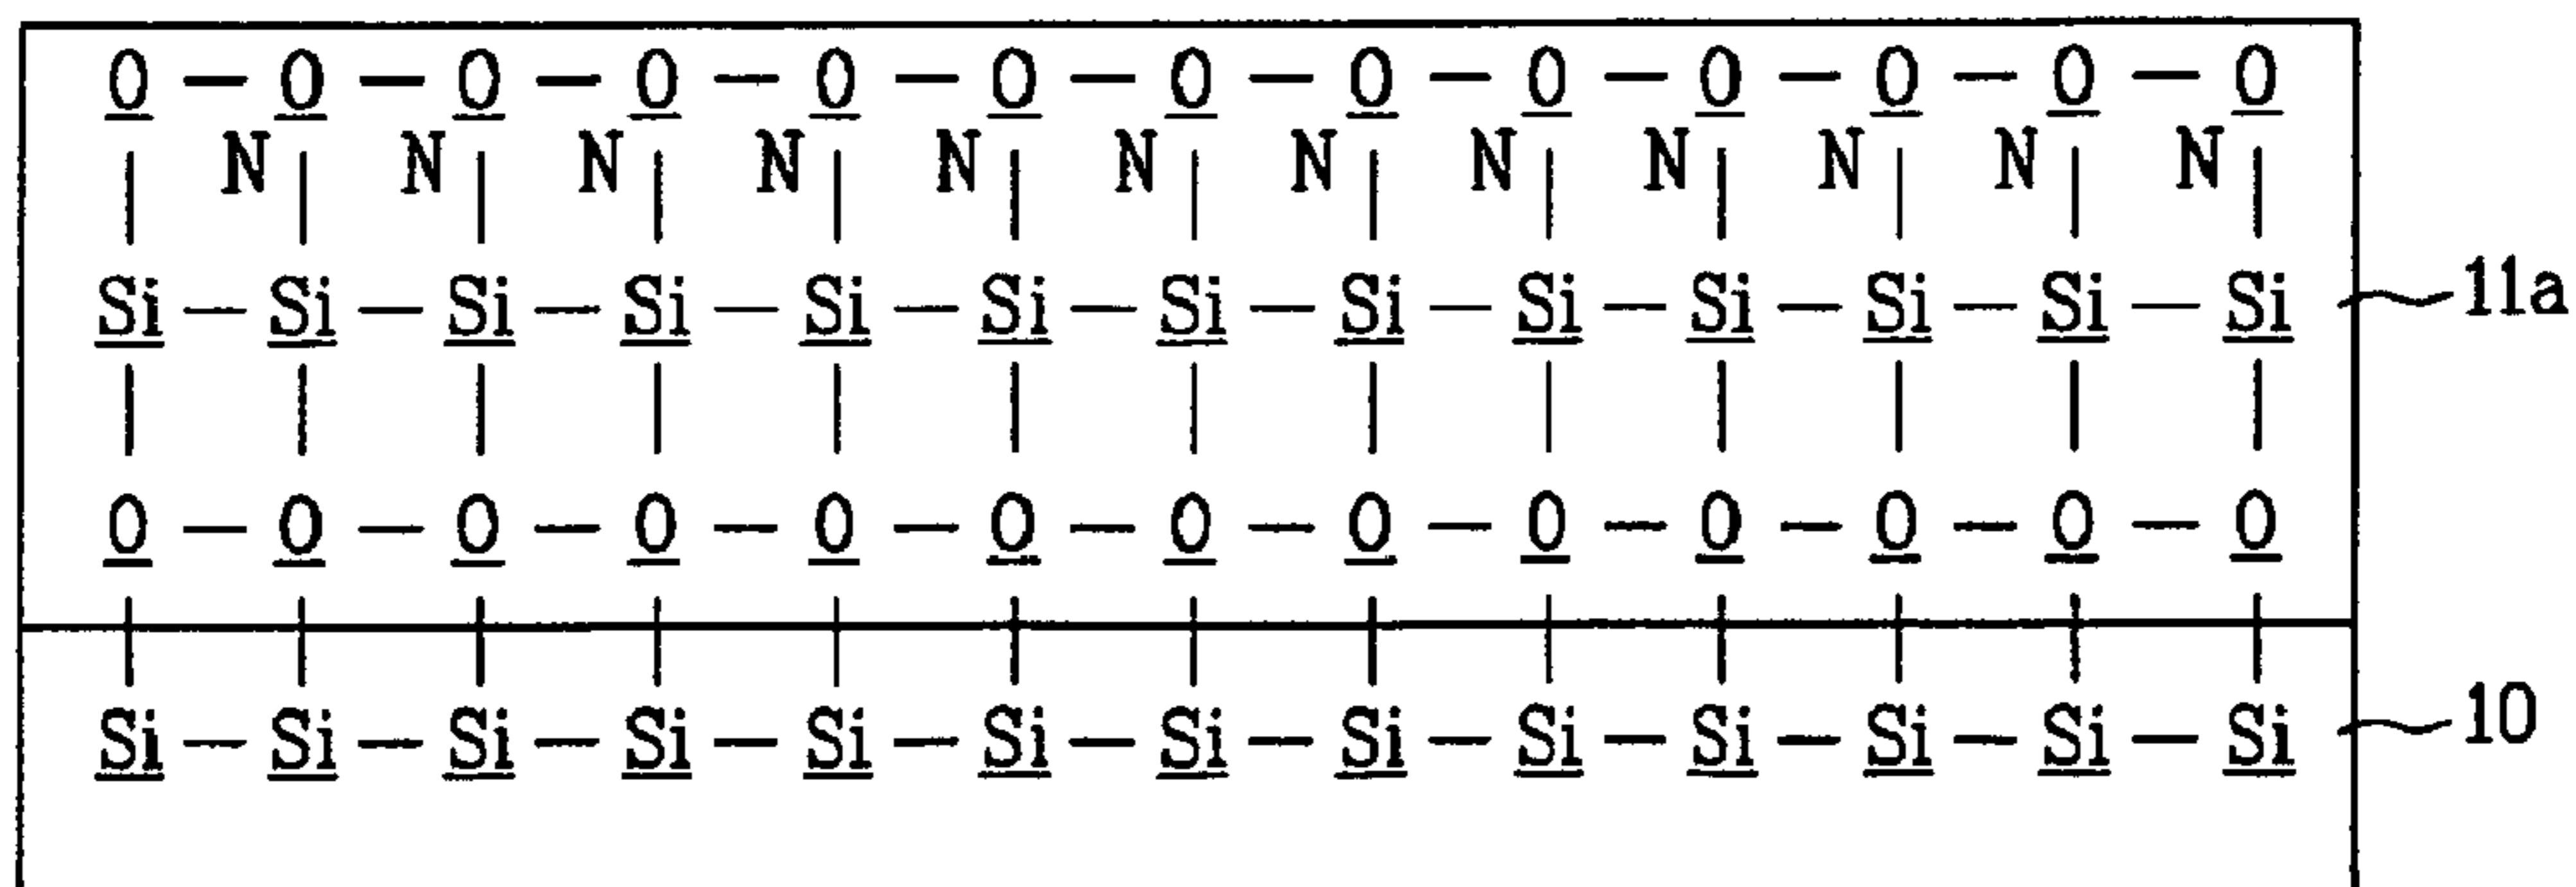 O — O — O — O — O — O — O — O — O — O — O — O — O
N N N N N N N N N N N N
Si — Si — Si — Si — Si — Si — Si — Si — Si — Si — Si — Si — Si 11a
O — O — O — O — O — O — O — O — O — O — O — O — O
Si — Si — Si — Si — Si — Si — Si — Si — Si — Si — Si — Si — Si 10